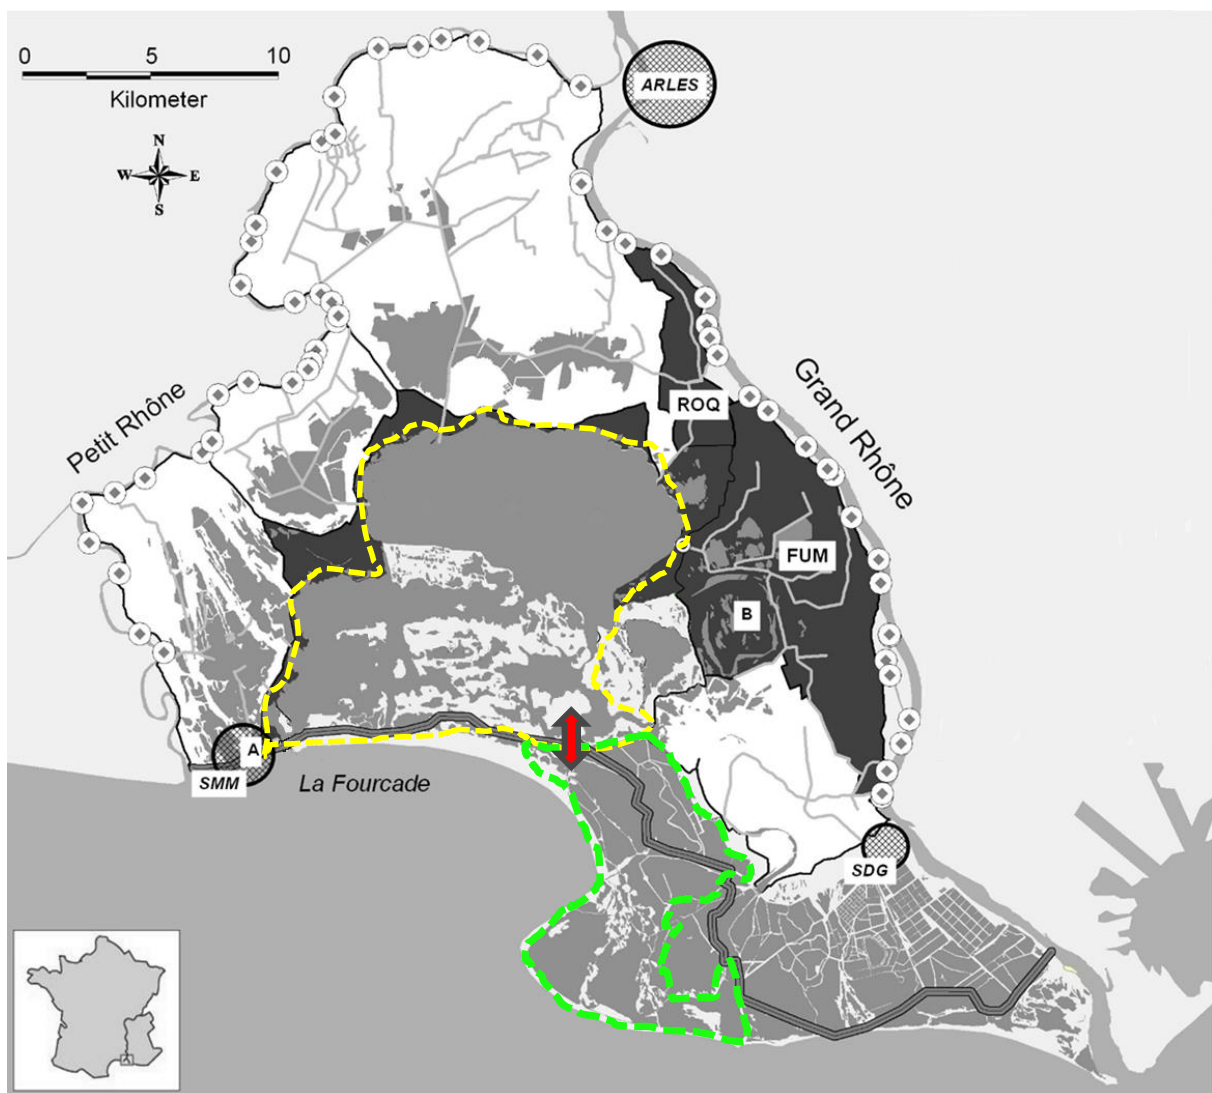 0 5 10
Kilometer
N
W E
S
ARLES
Petit Rhône
Grand Rhône
ROQ
FUM
B
A
SMM
La Fourcade
SDG